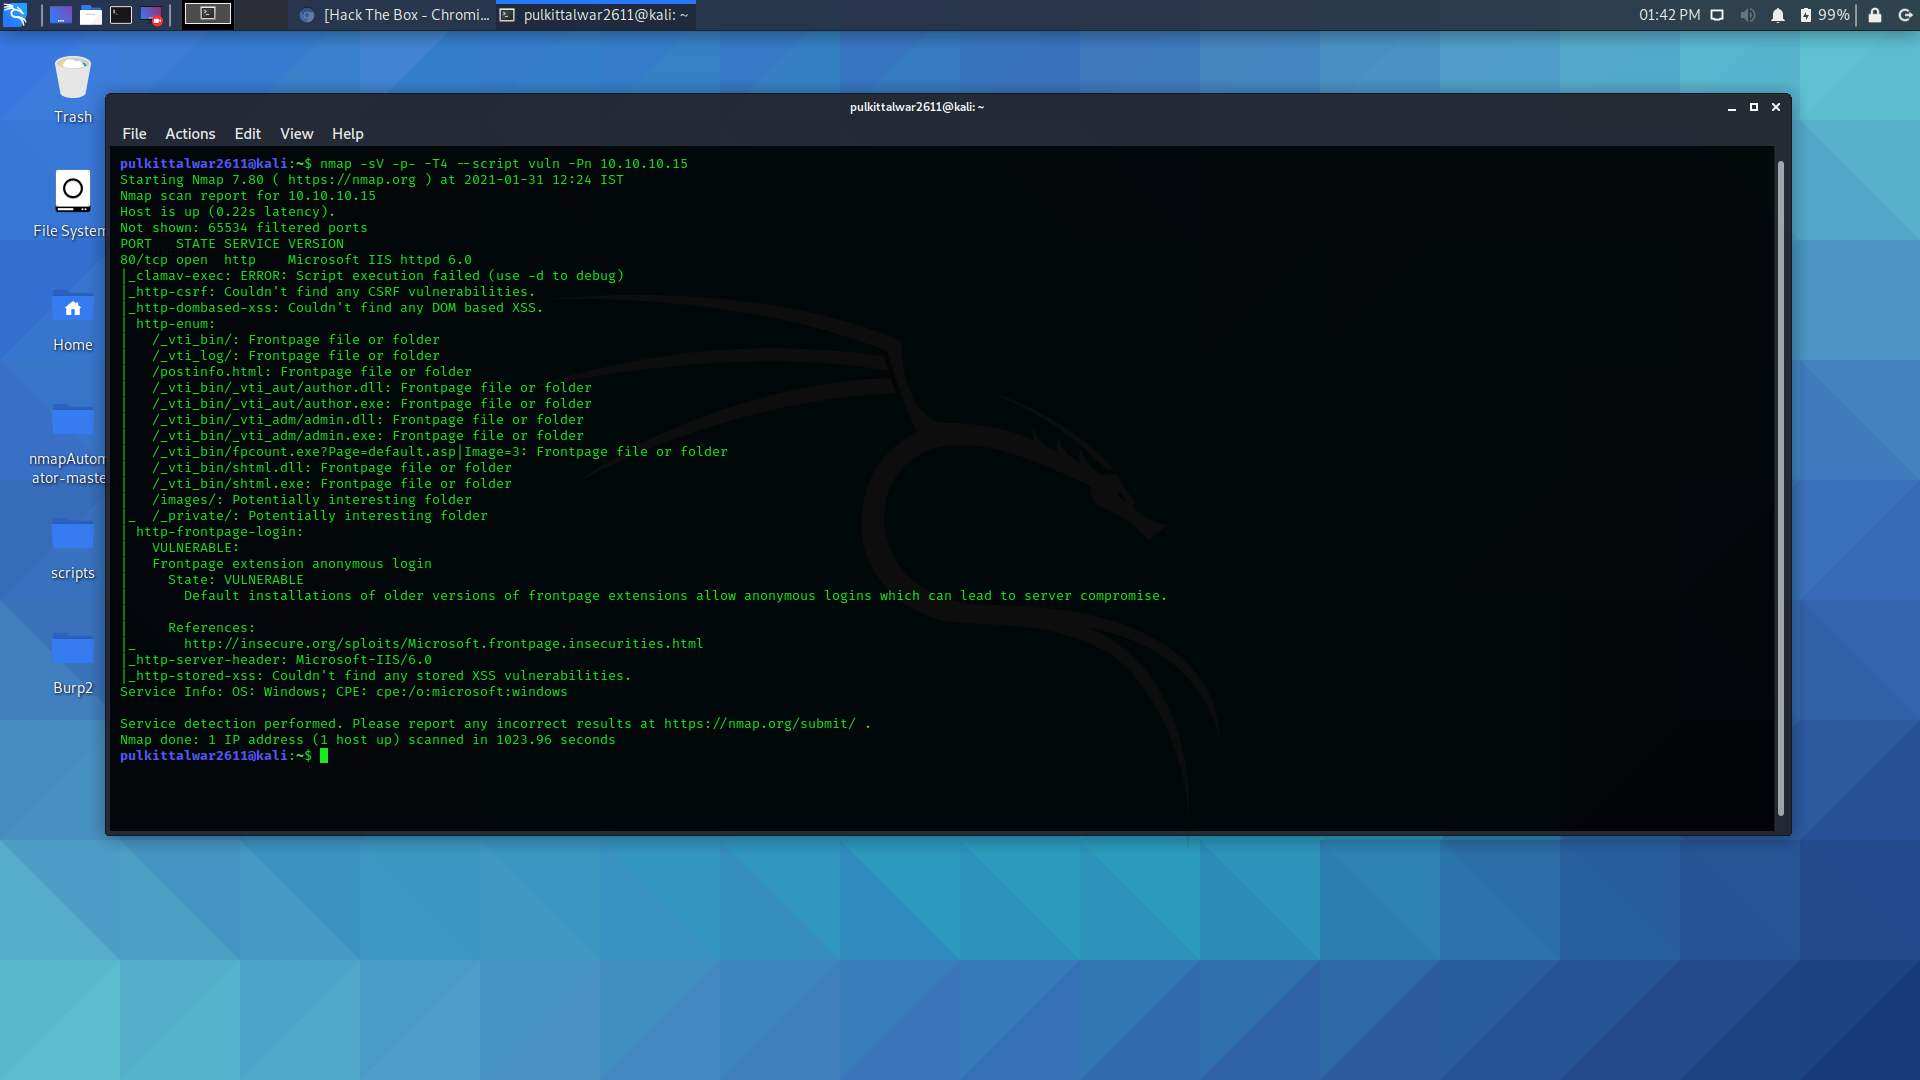 [Hack The Box - Chromi...
pulkittalwar2611@kali: ~
01:42 PM
99%
Trash
File System
Home
nmapAutom
ator-maste
scripts
Burp2
pulkittalwar2611@kali: ~
File Actions Edit View Help
pulkittalwar2611@kali:~$ nmap -sV -p- -T4 --script vuln -Pn 10.10.10.15
Starting Nmap 7.80 ( https://nmap.org ) at 2021-01-31 12:24 IST
Nmap scan report for 10.10.10.15
Host is up (0.22s latency).
Not shown: 65534 filtered ports
PORT   STATE SERVICE VERSION
80/tcp open  http    Microsoft IIS httpd 6.0
|_clamav-exec: ERROR: Script execution failed (use -d to debug)
|_http-csrf: Couldn't find any CSRF vulnerabilities.
|_http-dombased-xss: Couldn't find any DOM based XSS.
| http-enum:
|   /_vti_bin/: Frontpage file or folder
|   /_vti_log/: Frontpage file or folder
|   /postinfo.html: Frontpage file or folder
|   /_vti_bin/_vti_aut/author.dll: Frontpage file or folder
|   /_vti_bin/_vti_aut/author.exe: Frontpage file or folder
|   /_vti_bin/_vti_adm/admin.dll: Frontpage file or folder
|   /_vti_bin/_vti_adm/admin.exe: Frontpage file or folder
|   /_vti_bin/fpcount.exe?Page=default.asp|Image=3: Frontpage file or folder
|   /_vti_bin/shtml.dll: Frontpage file or folder
|   /_vti_bin/shtml.exe: Frontpage file or folder
|   /images/: Potentially interesting folder
|_  /_private/: Potentially interesting folder
| http-frontpage-login:
|   VULNERABLE:
|   Frontpage extension anonymous login
|     State: VULNERABLE
|       Default installations of older versions of frontpage extensions allow anonymous logins which can lead to server compromise.
|
|     References:
|_      http://insecure.org/sploits/Microsoft.frontpage.insecurities.html
|_http-server-header: Microsoft-IIS/6.0
|_http-stored-xss: Couldn't find any stored XSS vulnerabilities.
Service Info: OS: Windows; CPE: cpe:/o:microsoft:windows
Service detection performed. Please report any incorrect results at https://nmap.org/submit/ .
Nmap done: 1 IP address (1 host up) scanned in 1023.96 seconds
pulkittalwar2611@kali:~$